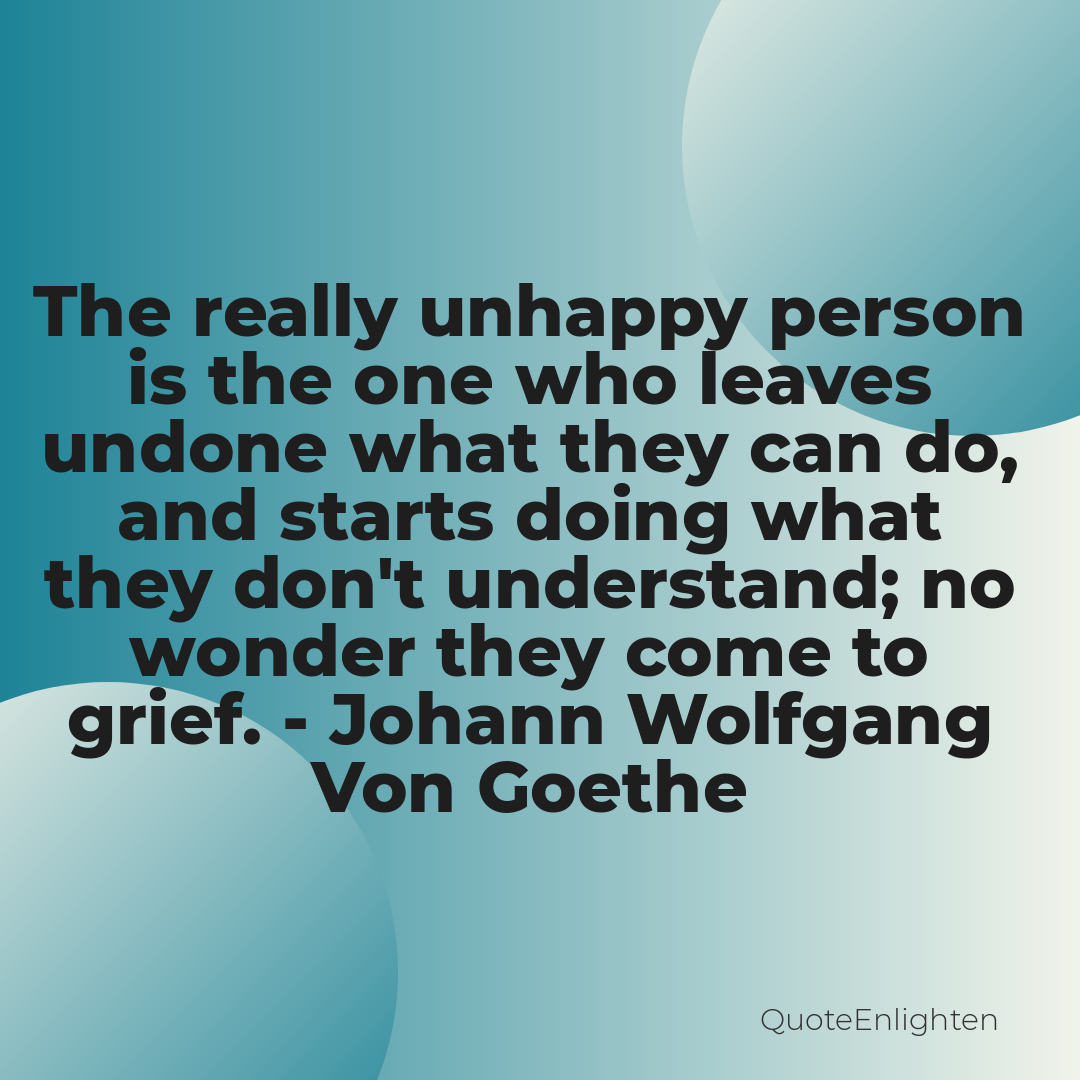 The really unhappy person
is the one who leaves
undone what they can do,
and starts doing what
they don't understand; no
wonder they come to
grief. - Johann Wolfgang
Von Goethe
QuoteEnlighten